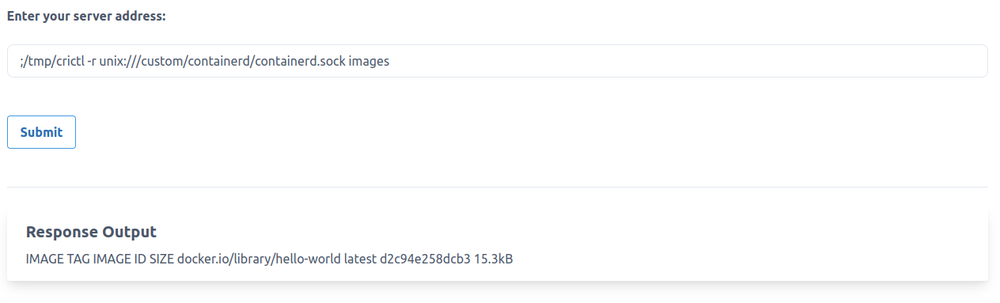 Enter your server address:
;/tmp/crictl -r unix:///custom/containerd/containerd.sock images
Submit
Response Output
IMAGE TAG IMAGE ID SIZE docker.io/library/hello-world latest d2c94e258dcb3 15.3kB